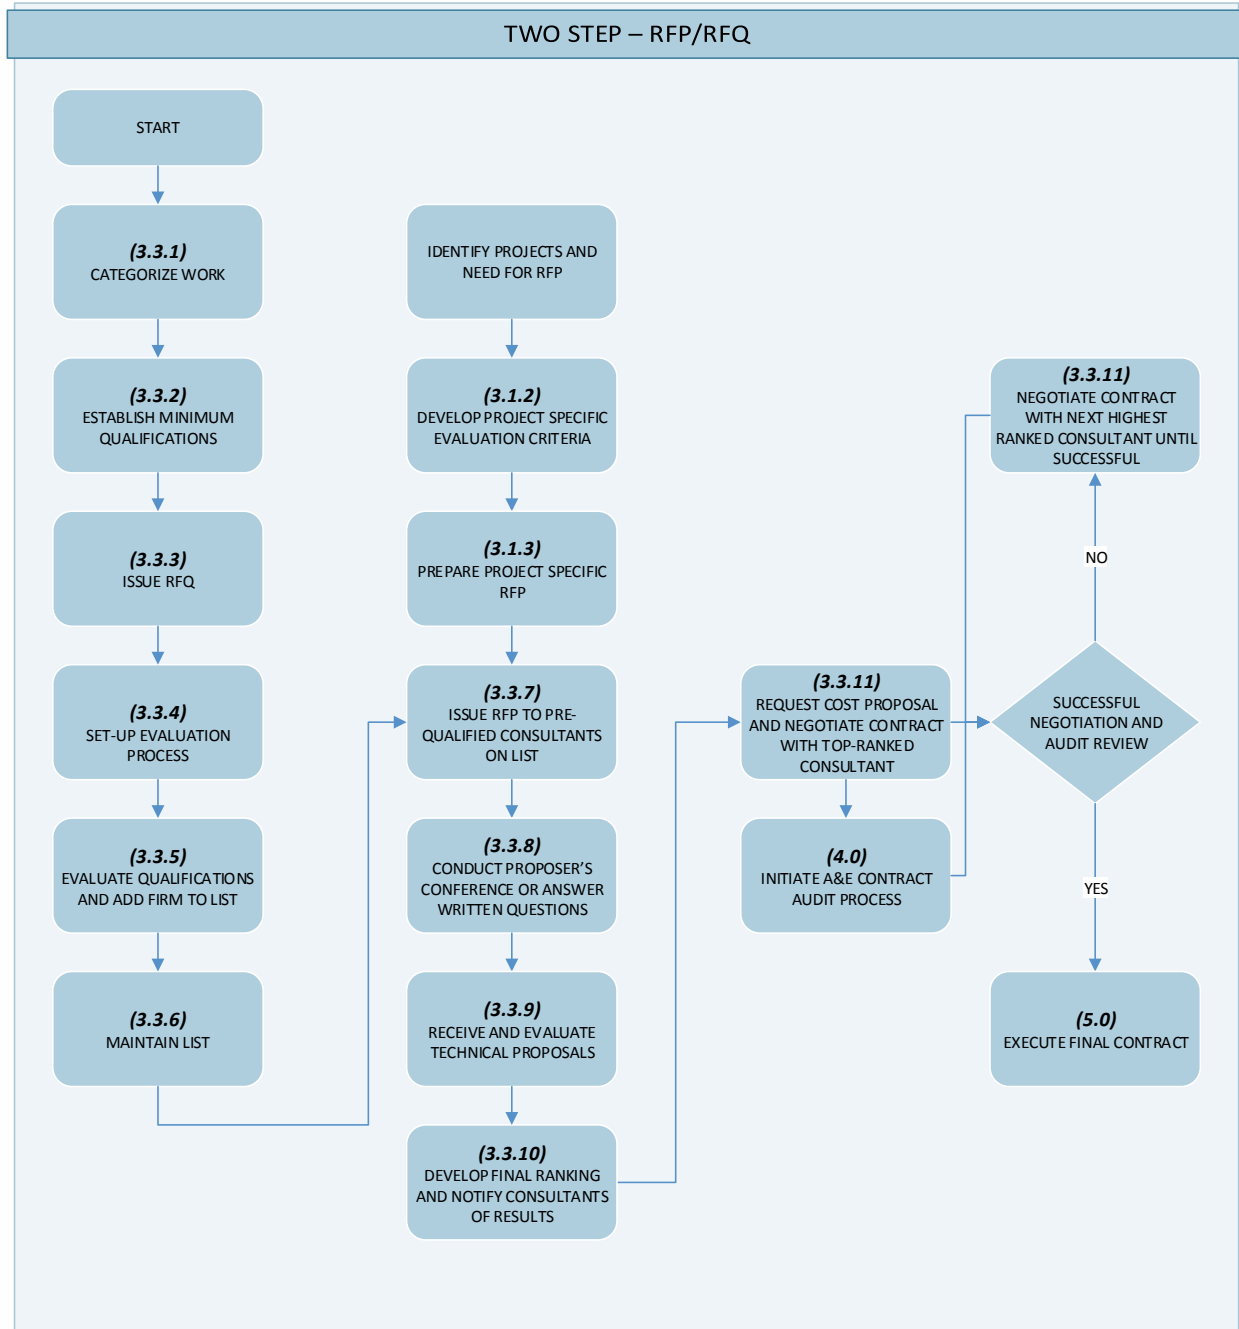 TWO STEP – RFP/RFQ
START
(3.3.1)
CATEGORIZE WORK
(3.3.2)
ESTABLISH MINIMUM
QUALIFICATIONS
(3.3.3)
ISSUE RFQ
(3.3.4)
SET-UP EVALUATION
PROCESS
(3.3.5)
EVALUATE QUALIFICATIONS
AND ADD FIRM TO LIST
(3.3.6)
MAINTAIN LIST
IDENTIFY PROJECTS AND
NEED FOR RFP
(3.1.2)
DEVELOP PROJECT SPECIFIC
EVALUATION CRITERIA
(3.1.3)
PREPARE PROJECT SPECIFIC
RFP
(3.3.7)
ISSUE RFP TO PRE-
QUALIFIED CONSULTANTS
ON LIST
(3.3.8)
CONDUCT PROPOSER’S
CONFERENCE OR ANSWER
WRITTEN QUESTIONS
(3.3.9)
RECEIVE AND EVALUATE
TECHNICAL PROPOSALS
(3.3.10)
DEVELOP FINAL RANKING
AND NOTIFY CONSULTANTS
OF RESULTS
(3.3.11)
REQUEST COST PROPOSAL
AND NEGOTIATE CONTRACT
WITH TOP-RANKED
CONSULTANT
(4.0)
INITIATE A&E CONTRACT
AUDIT PROCESS
(3.3.11)
NEGOTIATE CONTRACT
WITH NEXT HIGHEST
RANKED CONSULTANT UNTIL
SUCCESSFUL
NO
SUCCESSFUL
NEGOTIATION AND
AUDIT REVIEW
YES
(5.0)
EXECUTE FINAL CONTRACT